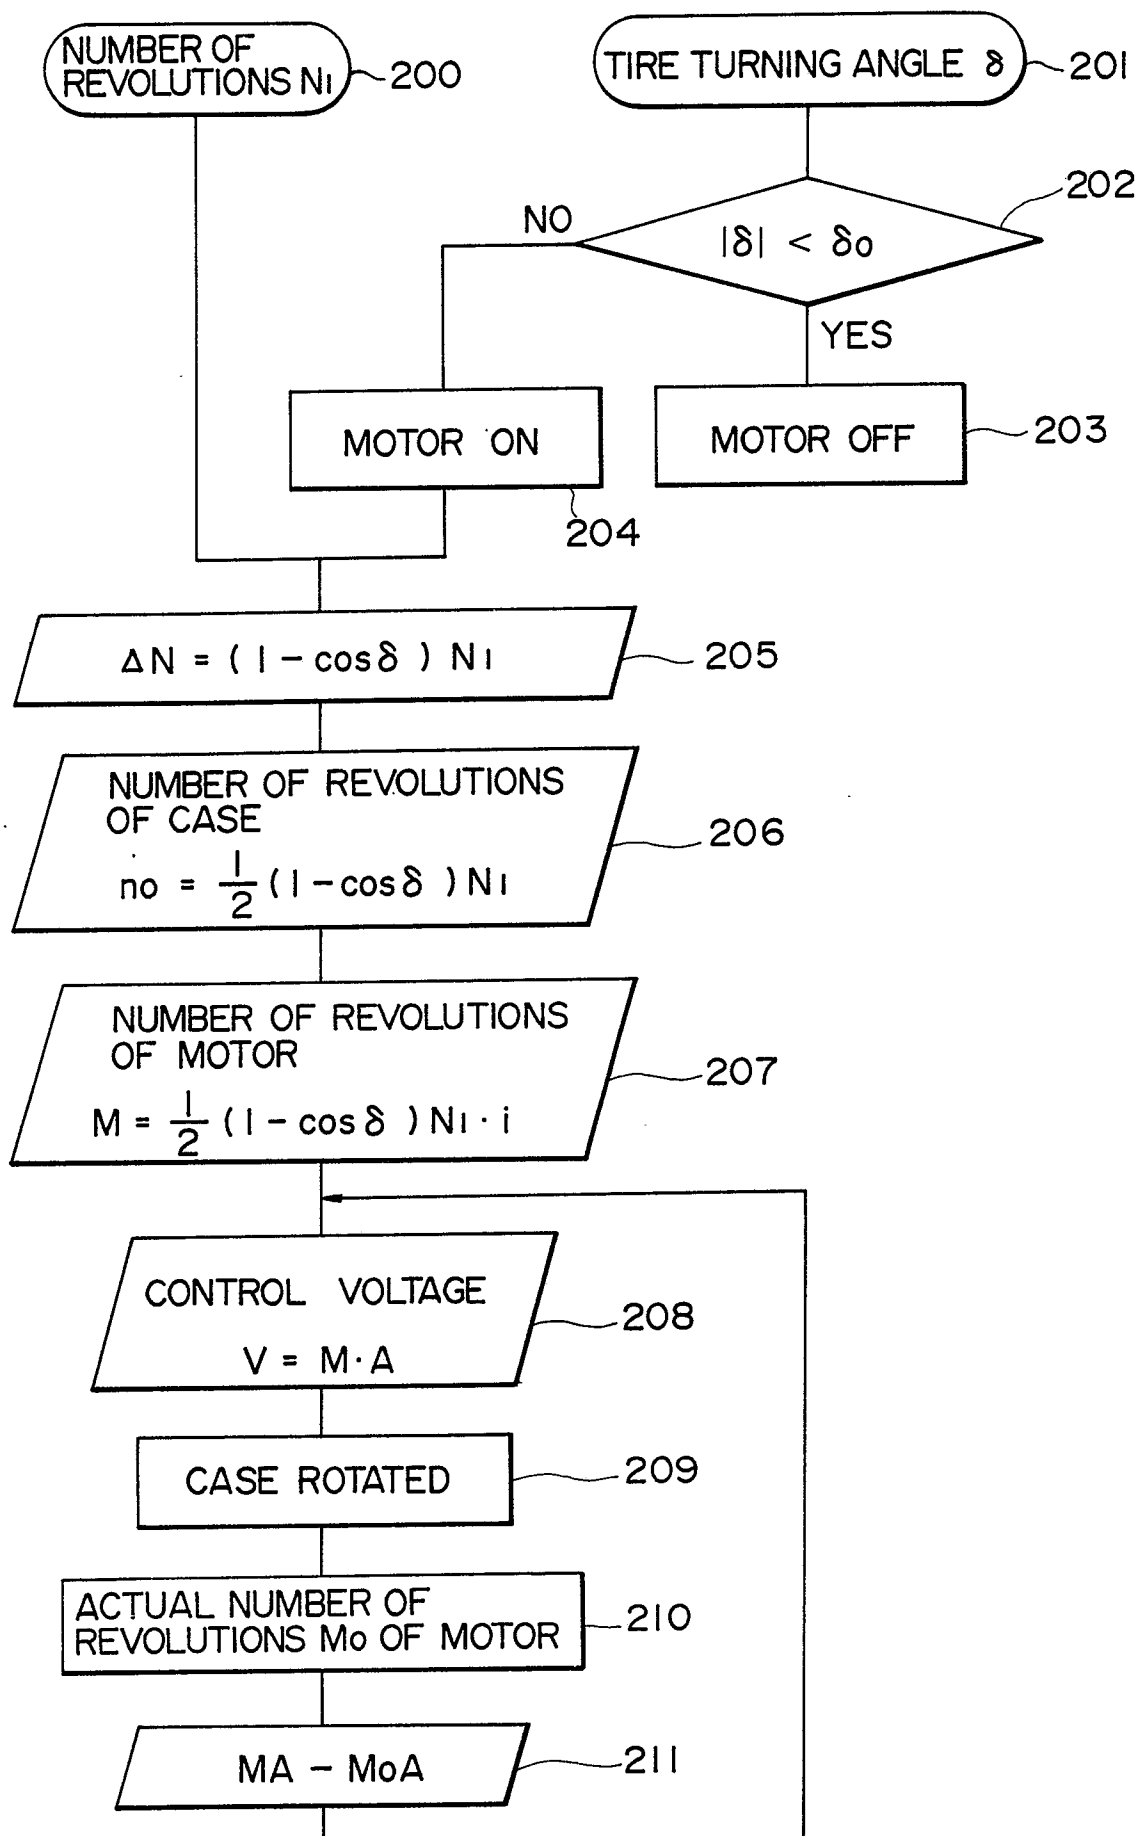 NUMBER OF
REVOLUTIONS N1
200
TIRE TURNING ANGLE δ
201
202
NO
|δ| < δo
YES
MOTOR ON
204
MOTOR OFF
203
ΔN = (1 - cosδ) N1
205
NUMBER OF REVOLUTIONS
OF CASE
no = 1/2 (1 - cosδ) N1
206
NUMBER OF REVOLUTIONS
OF MOTOR
M = 1/2 (1 - cosδ) N1 · i
207
CONTROL VOLTAGE
V = M · A
208
CASE ROTATED
209
ACTUAL NUMBER OF
REVOLUTIONS Mo OF MOTOR
210
MA - MoA
211